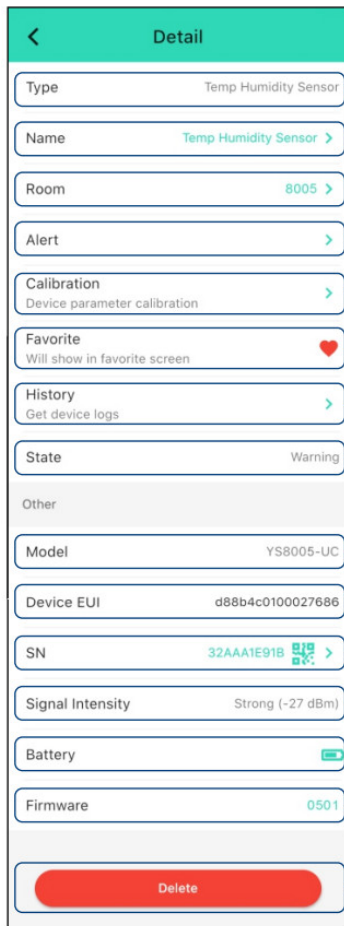 Detail
Type Temp Humidity Sensor
Name Temp Humidity Sensor
Room 8005
Alert
Calibration
Device parameter calibration
Favorite
Will show in favorite screen
History
Get device logs
State Warning
Other
Model YS8005-UC
Device EUI d88b4c0100027686
SN 32AAA1E91B
Signal Intensity Strong (-27 dBm)
Battery
Firmware 0501
Delete